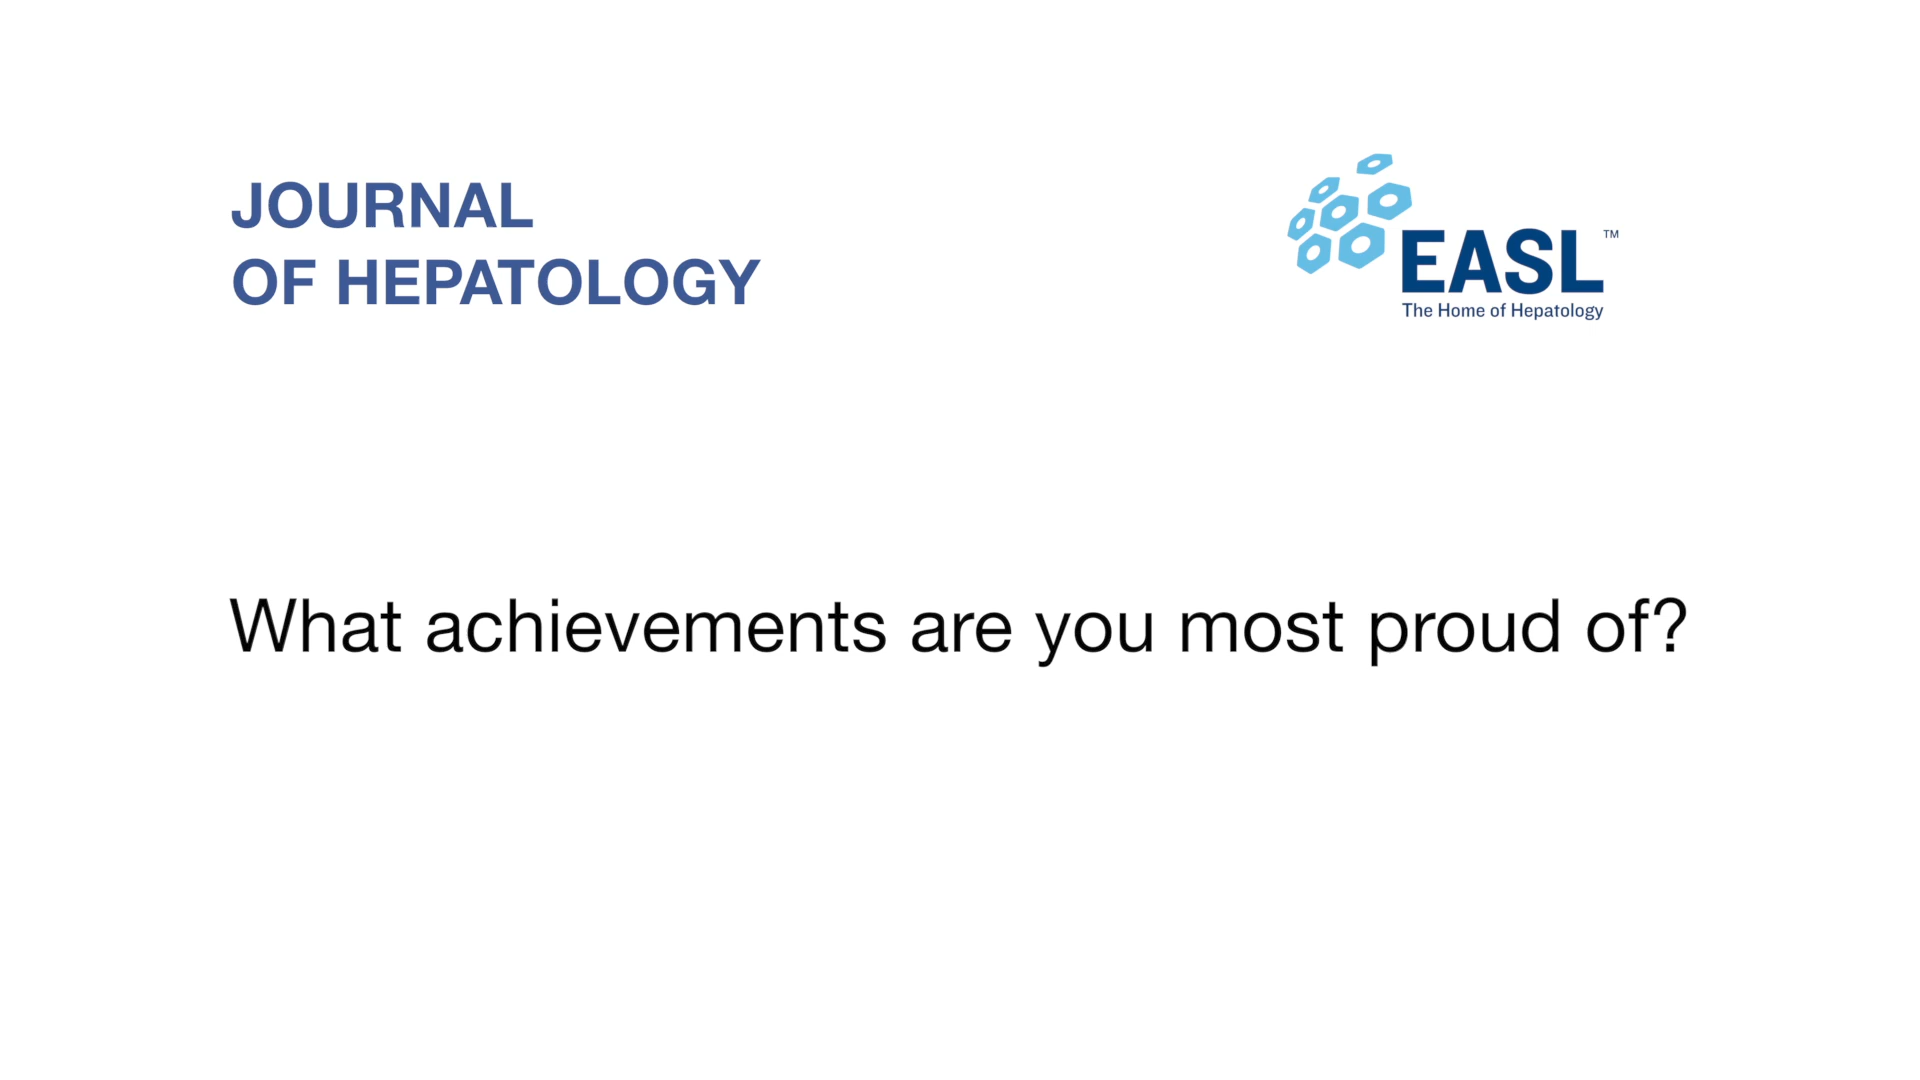 JOURNAL
OF HEPATOLOGY
EASL™
The Home of Hepatology
What achievements are you most proud of?